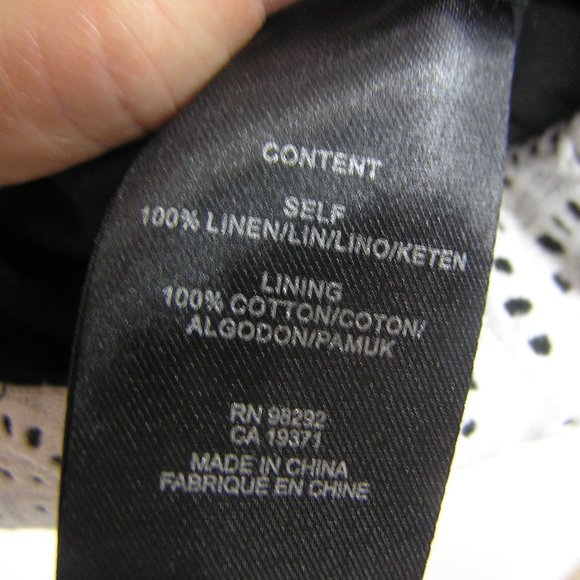 CONTENT
SELF
100% LINEN/LIN/LINO/KETEN
LINING
100% COTTON/COTON/
ALGODON/PAMUK
RN 98292
CA 19371
MADE IN CHINA
FABRIQUE EN CHINE